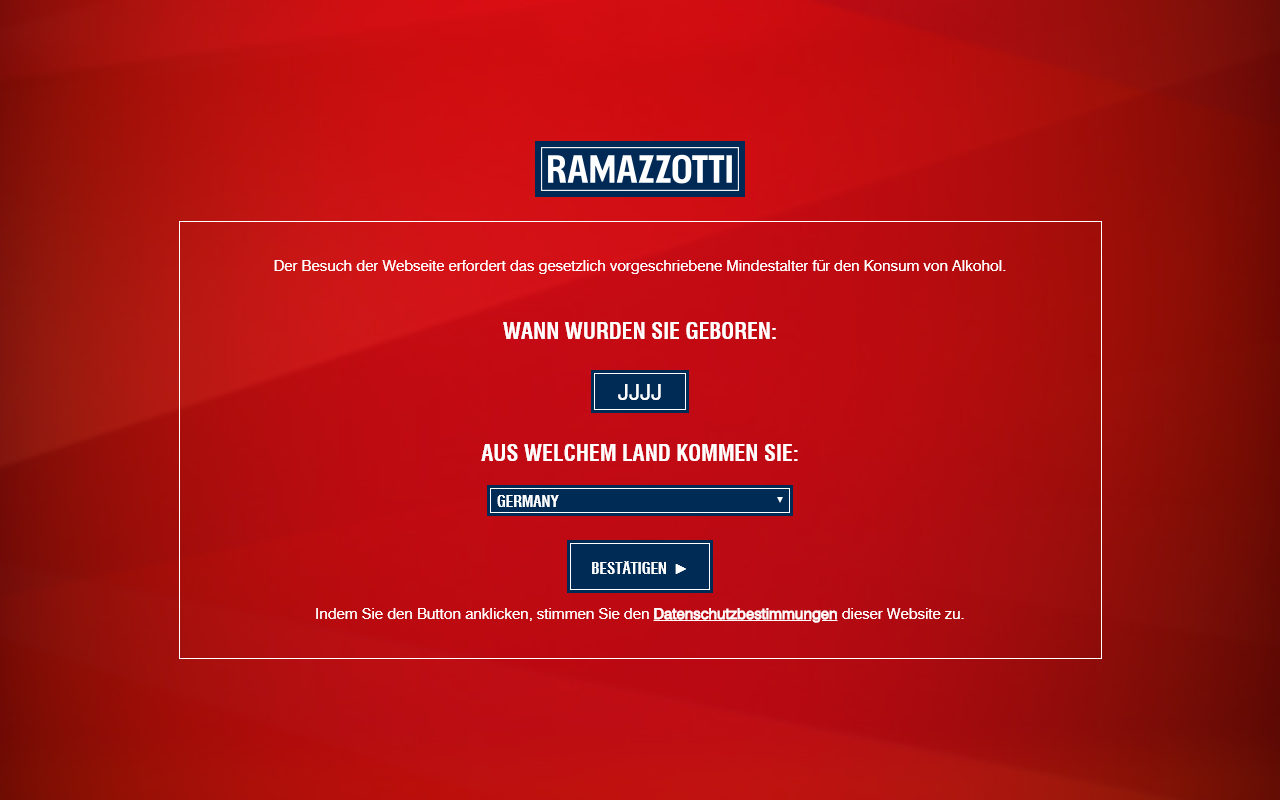 RAMAZZOTTI
Der Besuch der Webseite erfordert das gesetzlich vorgeschriebene Mindestalter für den Konsum von Alkohol.
WANN WURDEN SIE GEBOREN:
JJJJ
AUS WELCHEM LAND KOMMEN SIE:
GERMANY
BESTÄTIGEN ►
Indem Sie den Button anklicken, stimmen Sie den Datenschutzbestimmungen dieser Website zu.